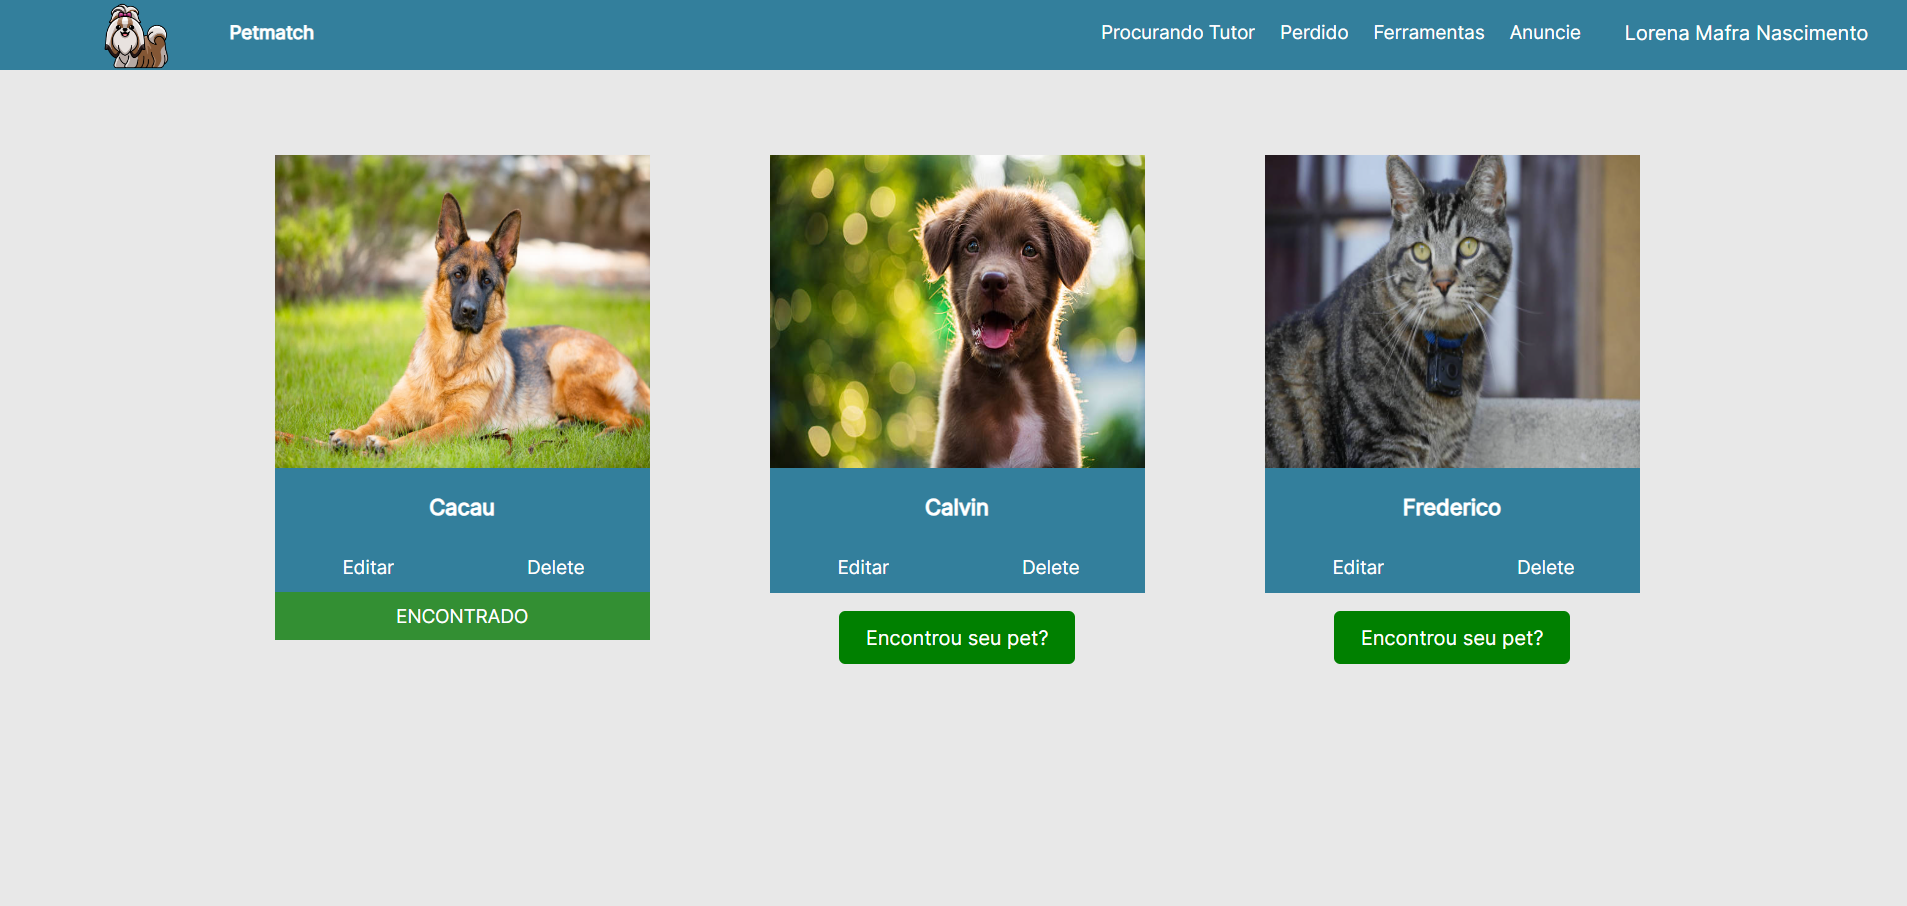 Petmatch
Procurando Tutor Perdido Ferramentas Anuncie Lorena Mafra Nascimento
Cacau
Editar Delete
ENCONTRADO
Calvin
Editar Delete
Encontrou seu pet?
Frederico
Editar Delete
Encontrou seu pet?